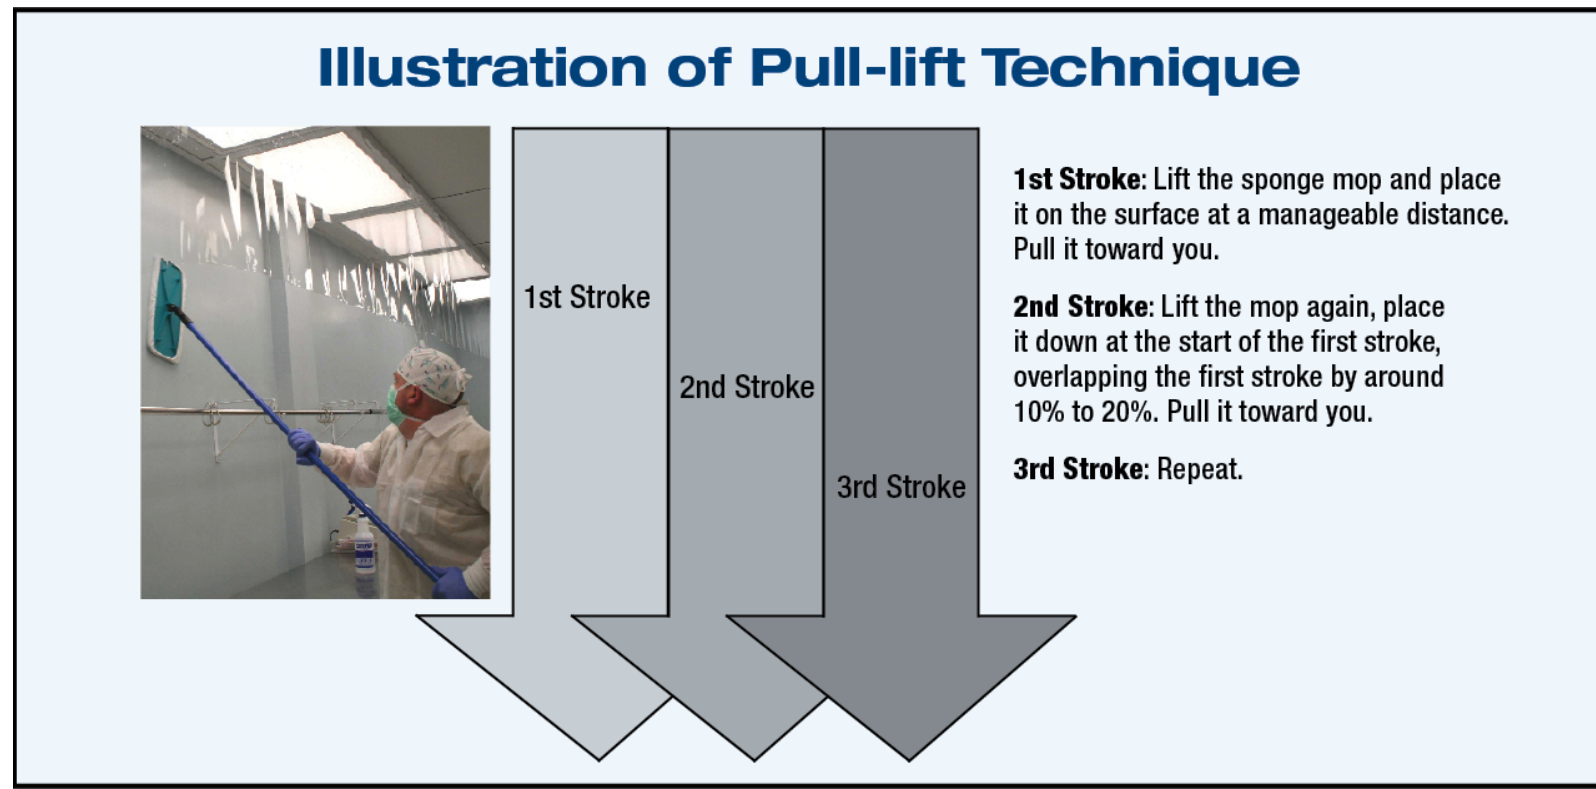 Illustration of Pull-lift Technique
1st Stroke
2nd Stroke
3rd Stroke
1st Stroke: Lift the sponge mop and place
it on the surface at a manageable distance.
Pull it toward you.
2nd Stroke: Lift the mop again, place
it down at the start of the first stroke,
overlapping the first stroke by around
10% to 20%. Pull it toward you.
3rd Stroke: Repeat.